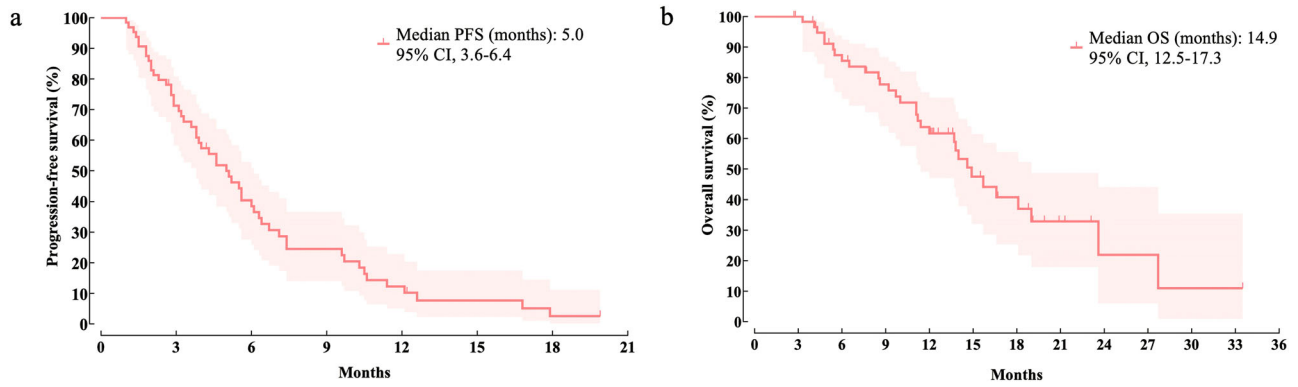 a
Progression-free survival (%)
100
90
80
70
60
50
40
30
20
10
0
Median PFS (months): 5.0
95% CI, 3.6-6.4
0 3 6 9 12 15 18 21
Months
b
Overall survival (%)
100
90
80
70
60
50
40
30
20
10
0
Median OS (months): 14.9
95% CI, 12.5-17.3
0 3 6 9 12 15 18 21 24 27 30 33 36
Months